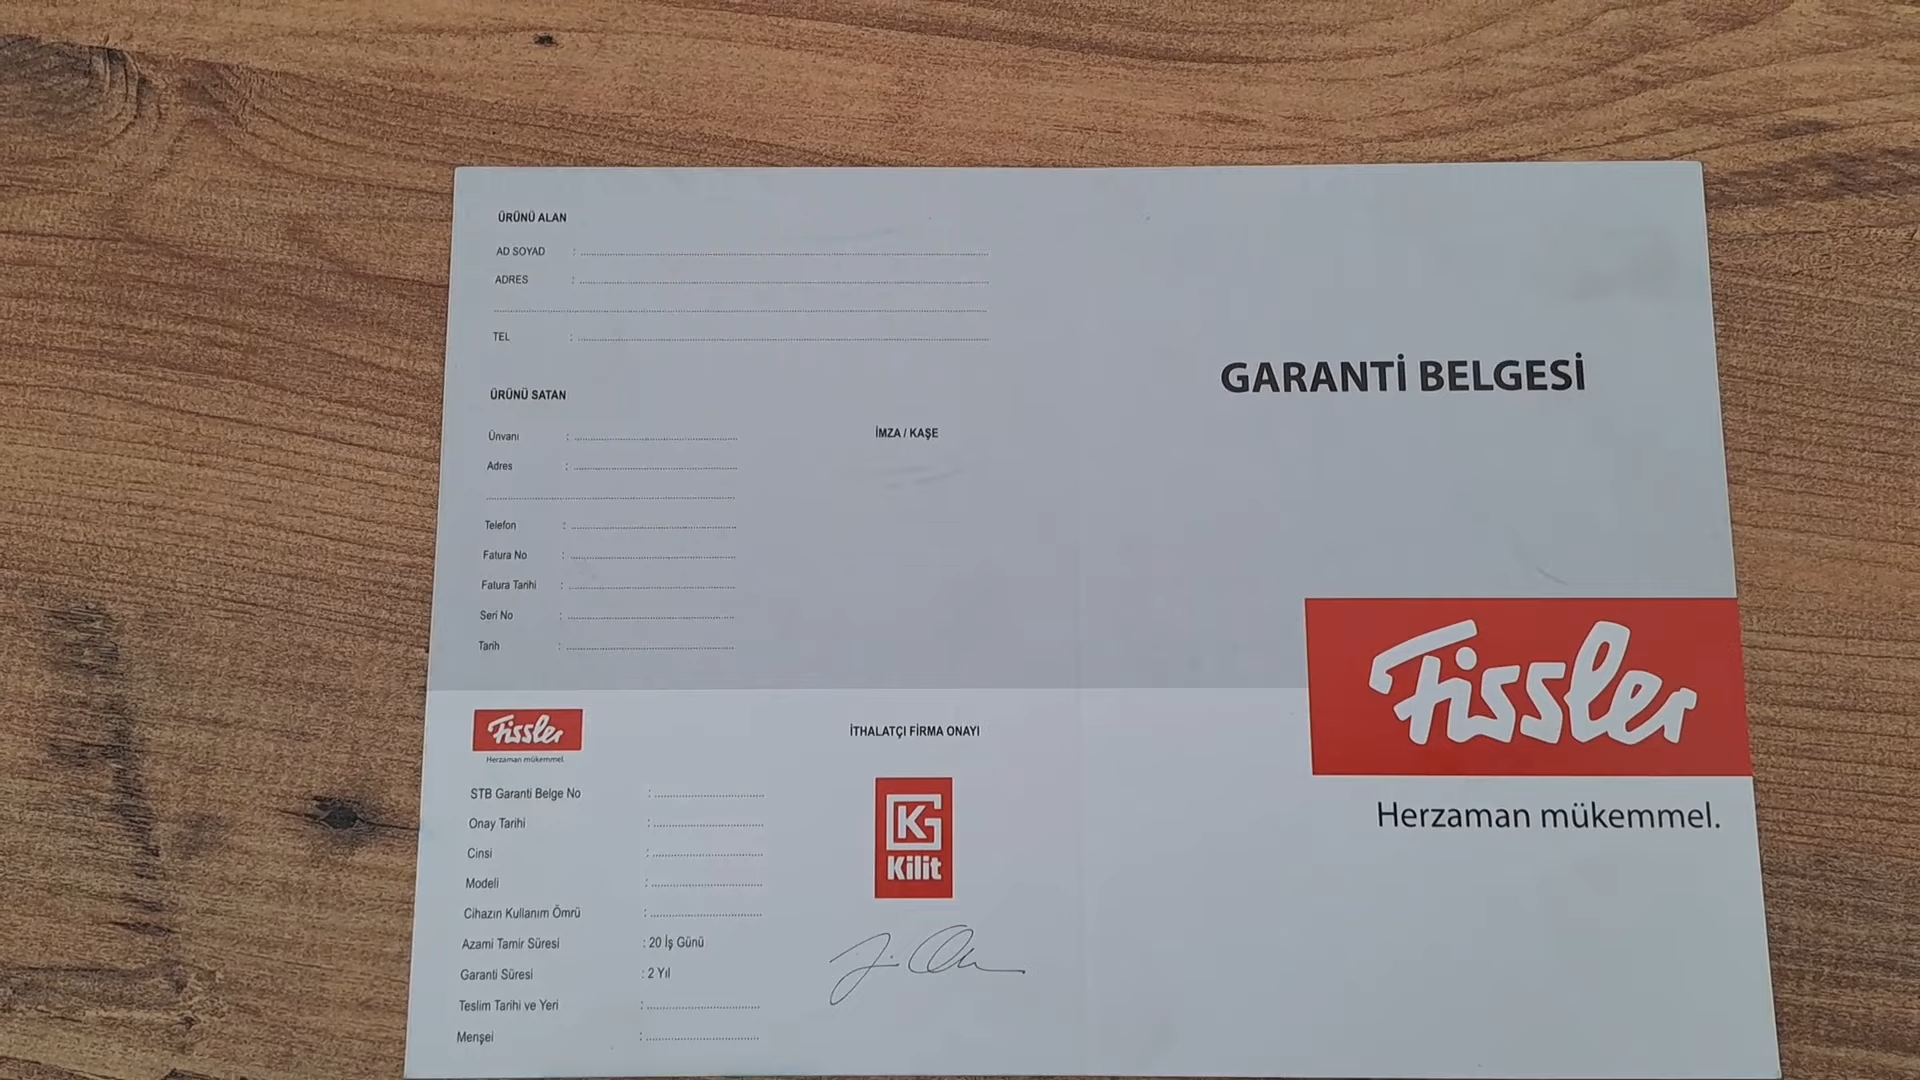 ÜRÜNÜ ALAN
AD SOYAD :
ADRES :
TEL :
ÜRÜNÜ SATAN
Ünvanı :
İMZA / KAŞE
Adres :
Telefon :
Fatura No :
Fatura Tarihi :
Seri No :
Tarih :
Fissler
Herzaman mükemmel.
İTHALATÇI FİRMA ONAYI
STB Garanti Belge No :
Onay Tarihi :
Cinsi :
Modeli :
Cihazın Kullanım Ömrü :
Azami Tamir Süresi : 20 İş Günü
Garanti Süresi : 2 Yıl
Teslim Tarihi ve Yeri :
Menşei :
KG
Kilit
GARANTİ BELGESİ
Fissler
Herzaman mükemmel.